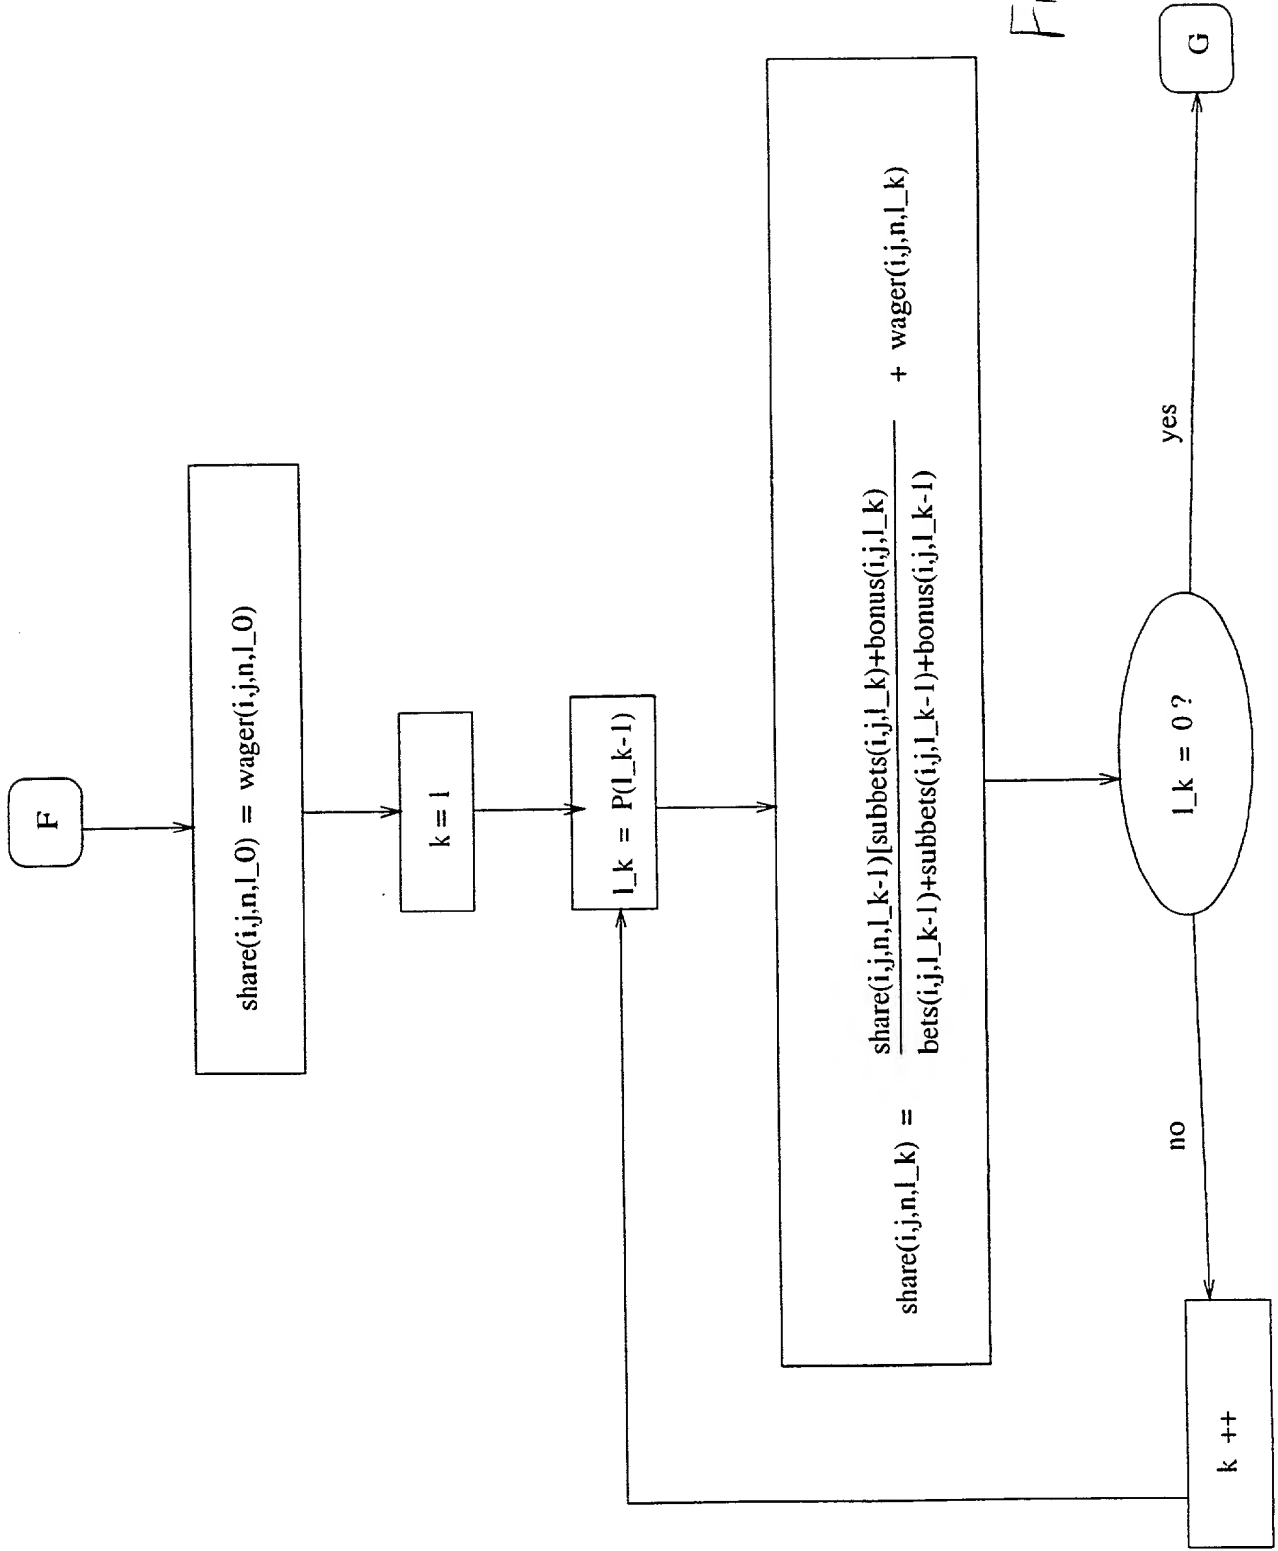 F
share(i,j,n,l_0) = wager(i,j,n,l_0)
k = 1
l_k = P(l_k-1)
share(i,j,n,l_k) = share(i,j,n,l_k-1)[subbets(i,j,l_k)+bonus(i,j,l_k) + wager(i,j,n,l_k)
bets(i,j,l_k-1)+subbets(i,j,l_k-1)+bonus(i,j,l_k-1)
l_k = 0 ?
no
yes
k ++
G